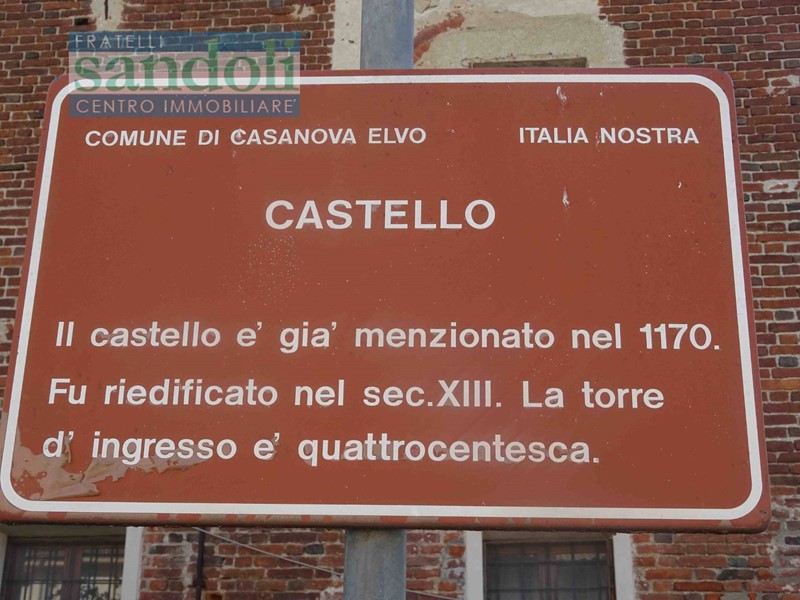 FRATELLI
sandoli
CENTRO IMMOBILIARE
COMUNE DI CASANOVA ELVO ITALIA NOSTRA
CASTELLO
Il castello e' gia' menzionato nel 1170.
Fu riedificato nel sec.XIII. La torre
d' ingresso e' quattrocentesca.